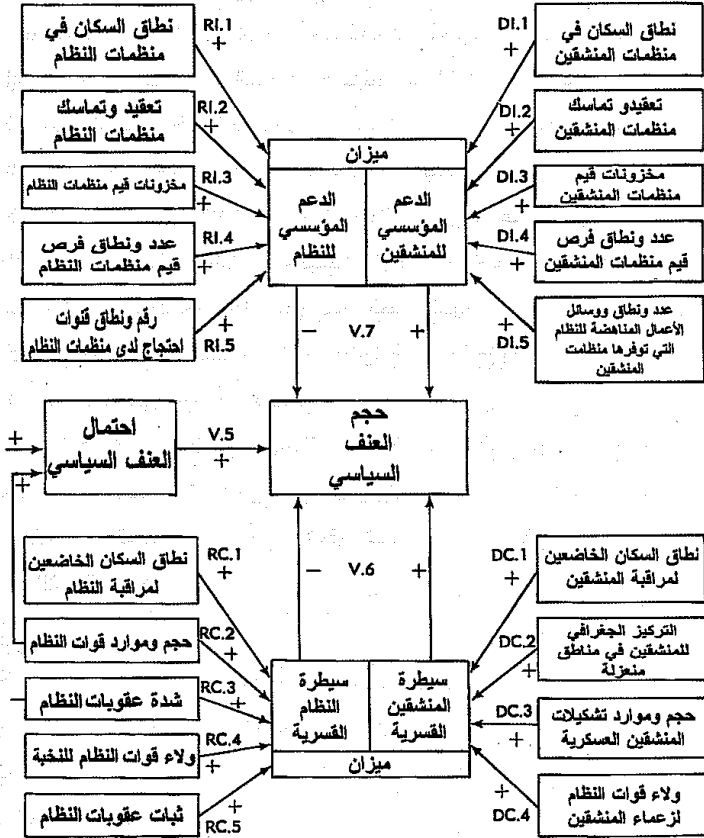 نطاق السكان في
منظمات النظام
RI.1
+
DI.1
+
نطاق السكان في
منظمات المنشقين
تعقيد وتماسك
منظمات النظام
RI.2
+
DI.2
+
تعقيدو تماسك
منظمات المنشقين
ميزان
مخزونات قيم منظمات النظام
RI.3
+
الدعم
المؤسسي
للنظام
الدعم
المؤسسي
للمنشقين
DI.3
+
مخزونات قيم
منظمات المنشقين
عدد ونطاق فرص
قيم منظمات النظام
RI.4
+
DI.4
+
عدد ونطاق فرص
قيم منظمات المنشقين
رقم ونطاق قنوات
احتجاج لدى منظمات النظام
+
RI.5
– V.7 +
+
DI.5
عدد ونطاق ووسائل
الأعمال المناهضة للنظام
التي توفرها منظامت
المنشقين
+
+
احتمال
العنف السياسي
V.5
+
حجم
العنف
السياسي
نطاق السكان الخاضعين
لمراقبة النظام
RC.1
+
– V.6 +
DC.1
+
نطاق السكان الخاضعين
لمراقبة المنشقين
حجم وموارد قوات النظام
RC.2
+
DC.2
+
التركيز الجغرافي
للمنشقين في مناطق
منعزلة
شدة عقوبات النظام
RC.3
+
سيطرة
النظام
القسرية
سيطرة
المنشقين
القسرية
DC.3
+
حجم وموارد تشكيلات
المنشقين العسكرية
ولاء قوات النظام للنخبة
RC.4
+
ميزان
ثبات عقوبات النظام
+
RC.5
+
DC.4
ولاء قوات النظام
لزعماء المنشقين